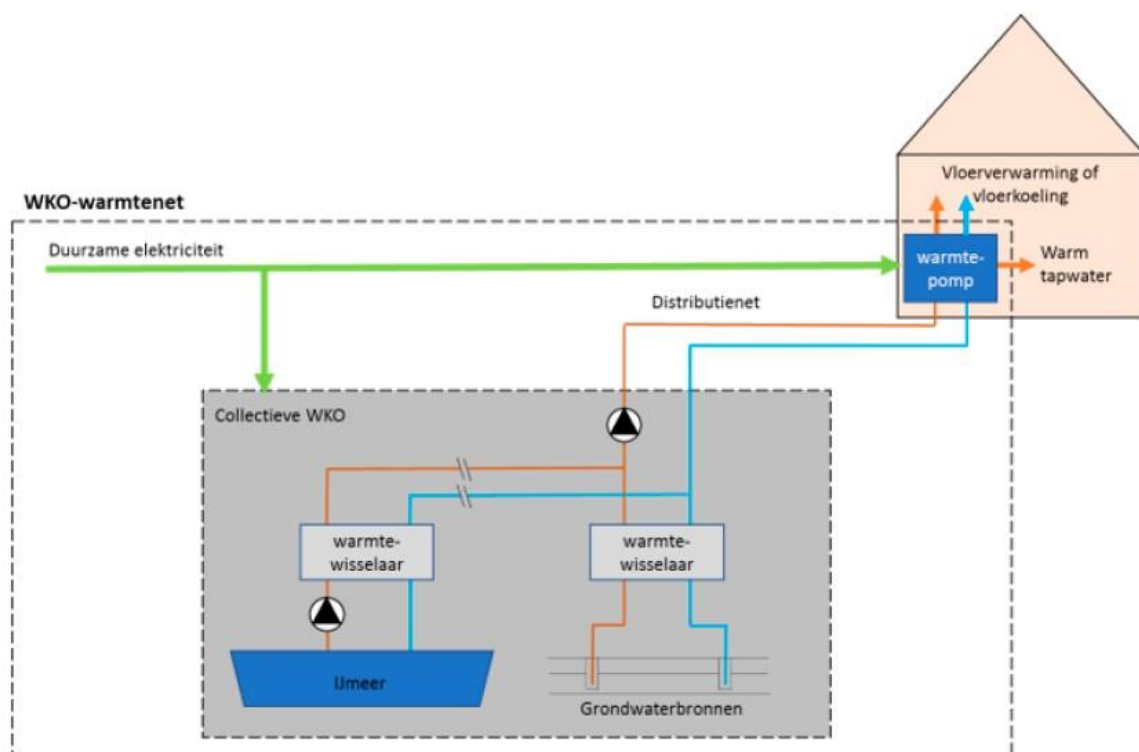 Vloerverwarming of
vloerkoeling
WKO-warmtenet
Duurzame elektriciteit
warmte-
pomp
Warm
tapwater
Distributienet
Collectieve WKO
warmte-
wisselaar
warmte-
wisselaar
IJmeer
Grondwaterbronnen